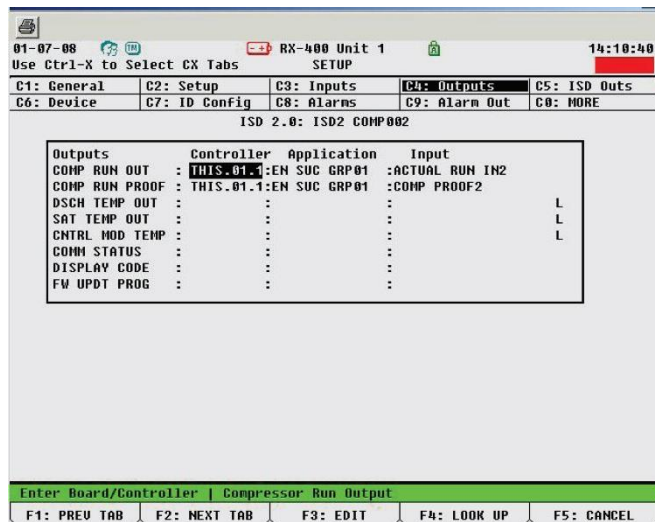 01-07-08 RX-400 Unit 1 14:10:40
Use Ctrl-X to Select CX Tabs SETUP
C1: General C2: Setup C3: Inputs C4: Outputs C5: ISD Outs
C6: Device C7: ID Config C8: Alarms C9: Alarm Out C0: MORE
ISD 2.0: ISD2 COMP002
Outputs Controller Application Input
COMP RUN OUT : THIS.01.1:EN SUC GRP01 :ACTUAL RUN IN2
COMP RUN PROOF : THIS.01.1:EN SUC GRP01 :COMP PROOF2
DSCH TEMP OUT : : : L
SAT TEMP OUT : : : L
CNTRL MOD TEMP : : : L
COMM STATUS : : :
DISPLAY CODE : : :
FW UPDT PROG : : :
Enter Board/Controller | Compressor Run Output
F1: PREV TAB F2: NEXT TAB F3: EDIT F4: LOOK UP F5: CANCEL